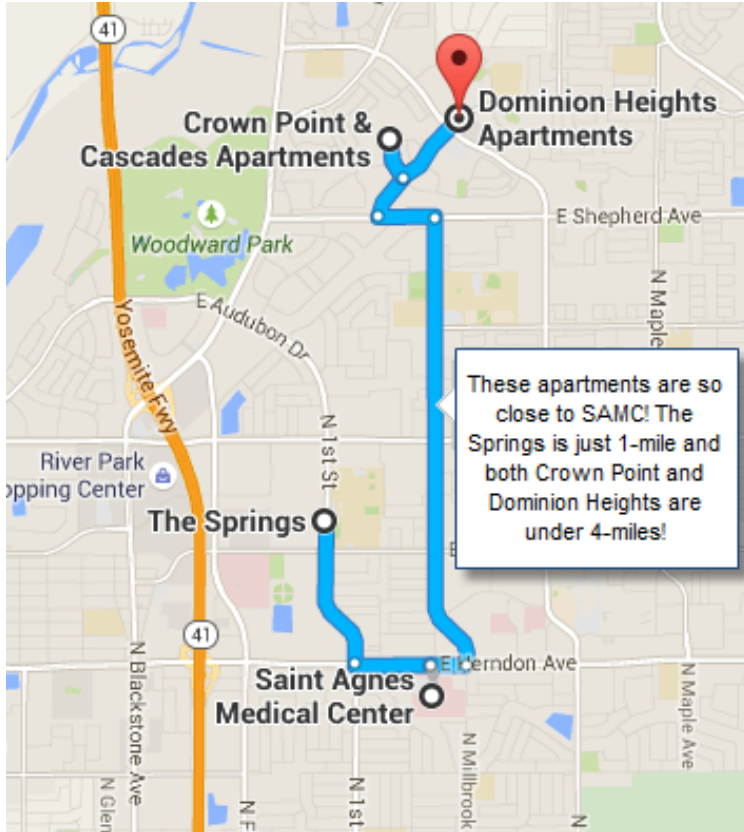 41
Dominion Heights
Apartments
Crown Point &
Cascades Apartments
E Shepherd Ave
Woodward Park
N Maple
E Audubon Dr
Yosemite Fwy
These apartments are so
close to SAMC! The
Springs is just 1-mile and
both Crown Point and
Dominion Heights are
under 4-miles!
N 1st St
River Park
opping Center
The Springs
E
41
E Herndon Ave
Saint Agnes
Medical Center
N Blackstone Ave
N Maple Ave
N Millbrook
N Glen
N F
N 1st
N